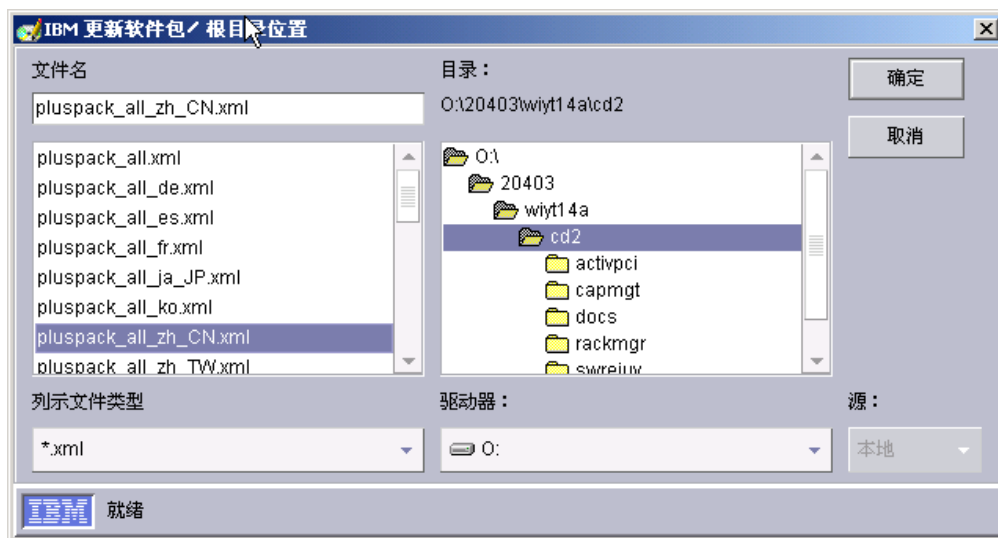 IBM 更新软件包/ 根目录位置
文件名
pluspack_all_zh_CN.xml
pluspack_all.xml
pluspack_all_de.xml
pluspack_all_es.xml
pluspack_all_fr.xml
pluspack_all_ja_JP.xml
pluspack_all_ko.xml
pluspack_all_zh_CN.xml
pluspack_all_zh_TW.xml
列示文件类型
*.xml
目录：
O:\20403\wiyt14a\cd2
O:\
20403
wiyt14a
cd2
activpci
capmgt
docs
rackmgr
swrejuv
驱动器：
O:
确定
取消
源：
本地
IBM 就绪